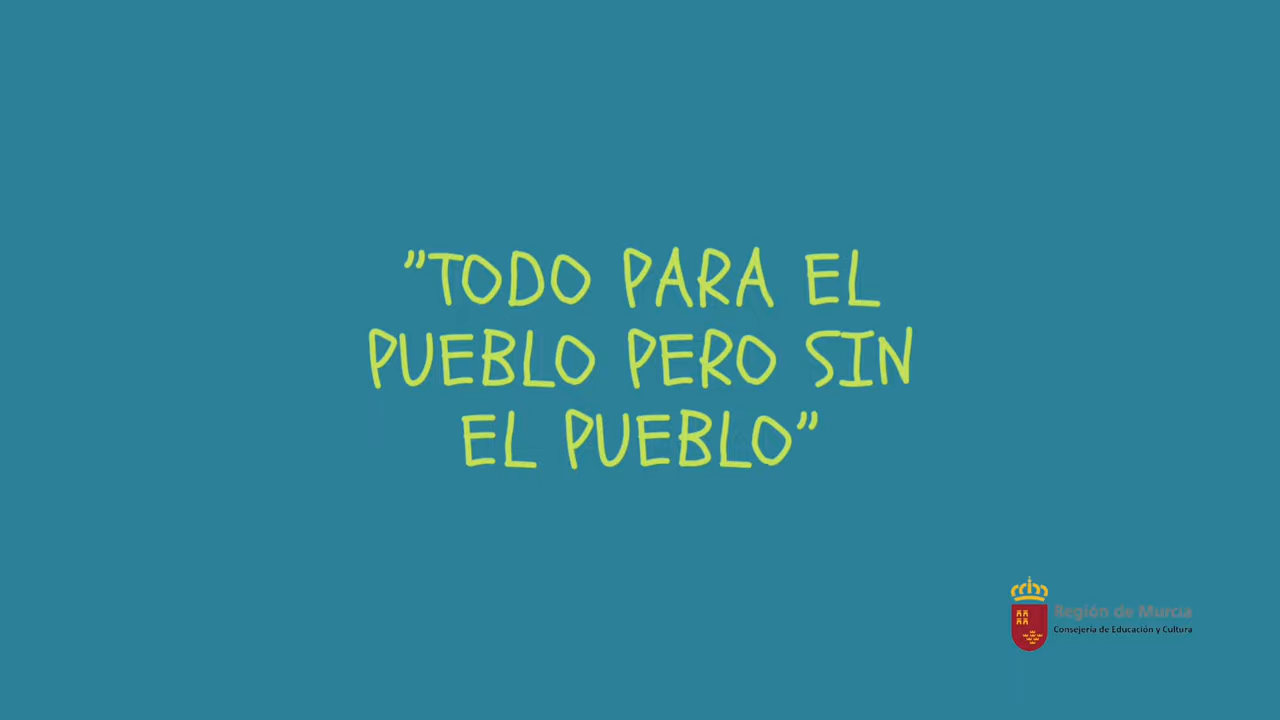 "TODO PARA EL
PUEBLO PERO SIN
EL PUEBLO"
Región de Murcia
Consejería de Educación y Cultura